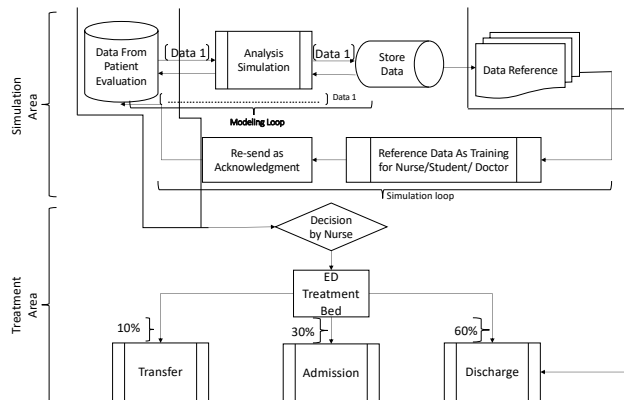 Data From
Patient
Evaluation
Data 1
Analysis
Simulation
Data 1
Store
Data
Data Reference
Data 1
Modeling Loop
Re-send as
Acknowledgment
Reference Data As Training
for Nurse/Student/ Doctor
Simulation loop
Simulation
Area
Decision
by Nurse
ED
Treatment
Bed
Treatment
Area
10%
30%
60%
Transfer
Admission
Discharge